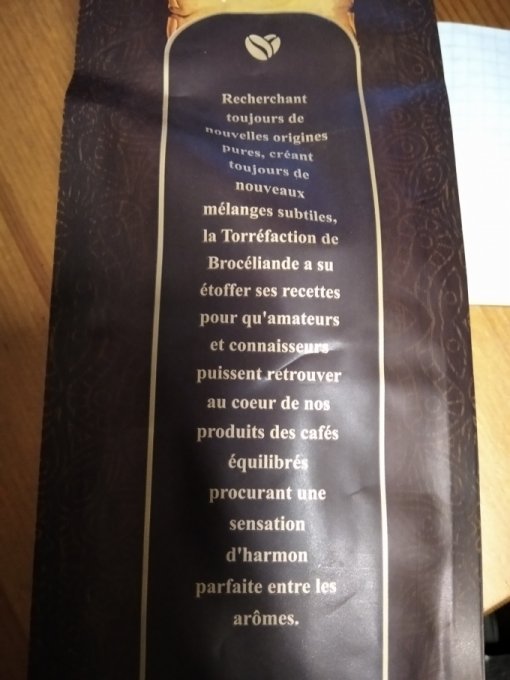 Recherchant
toujours de
nouvelles origines
pures, créant
toujours de
nouveaux
mélanges subtiles,
la Torréfaction de
Brocéliande a su
étoffer ses recettes
pour qu'amateurs
et connaisseurs
puissent retrouver
au coeur de nos
produits des cafés
équilibrés
procurant une
sensation
d'harmon
parfaite entre les
arômes.